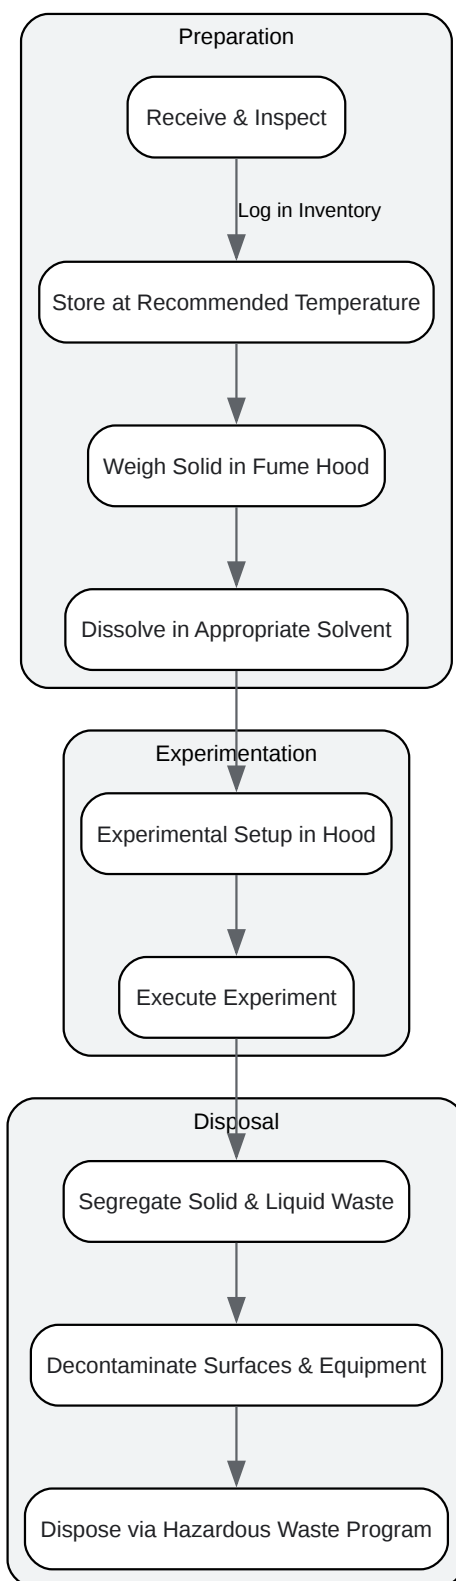 Preparation
Receive & Inspect
Log in Inventory
Store at Recommended Temperature
Weigh Solid in Fume Hood
Dissolve in Appropriate Solvent
Experimentation
Experimental Setup in Hood
Execute Experiment
Disposal
Segregate Solid & Liquid Waste
Decontaminate Surfaces & Equipment
Dispose via Hazardous Waste Program